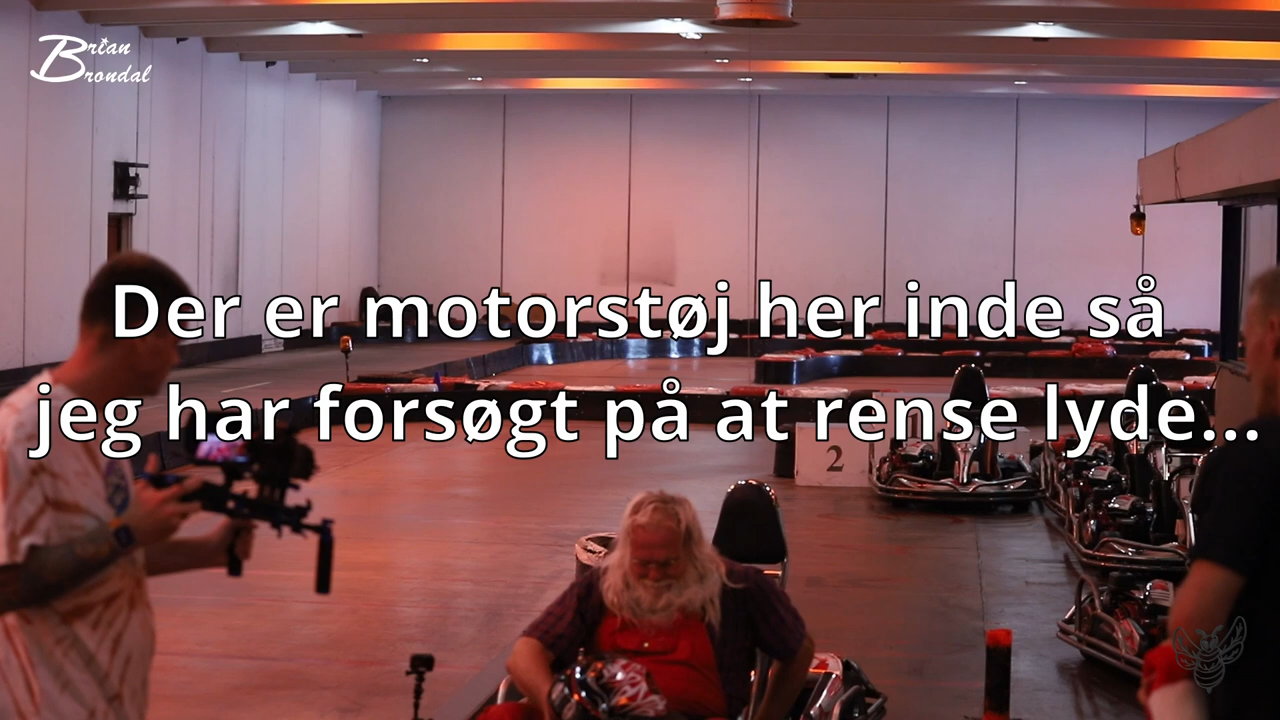 Brian
Brondal
Der er motorstøj her inde så
jeg har forsøgt på at rense lyde...
2